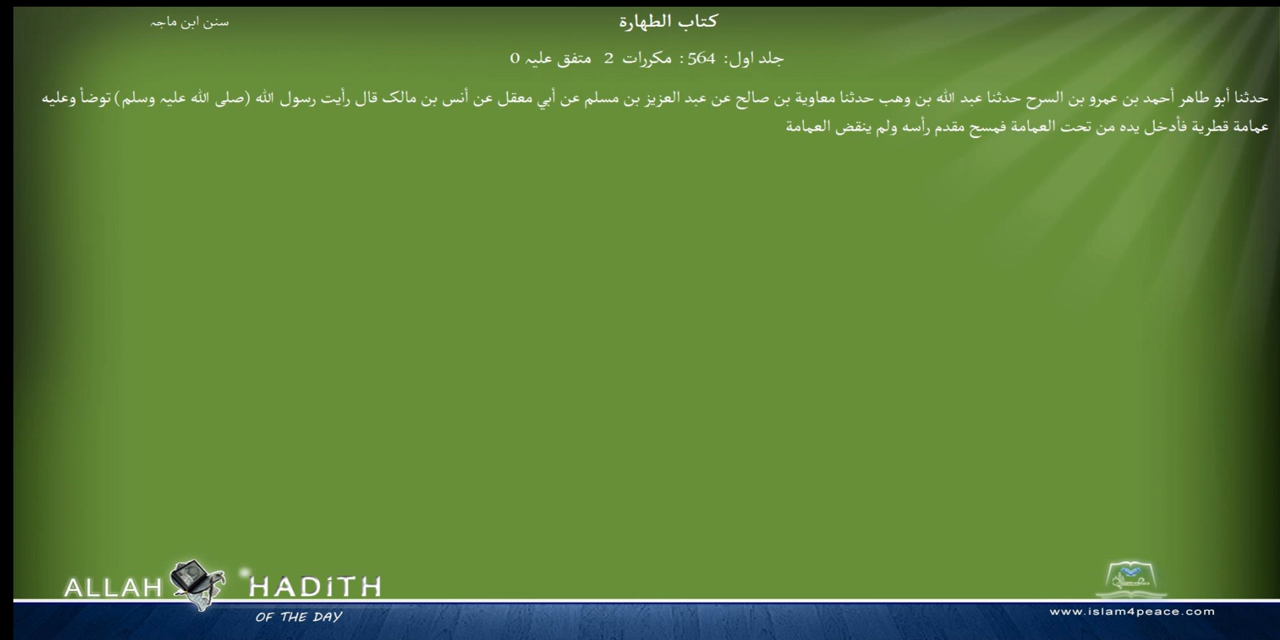 سنن ابن ماجہ
کتاب الطهارة
جلد اول: 564 : مکررات 2 متفق علیہ 0
حدثنا أبو طاهر أحمد بن عمرو بن السرح حدثنا عبد الله بن وهب حدثنا معاوية بن صالح عن عبد العزيز بن مسلم عن أبي معقل عن أنس بن مالک قال رأيت رسول الله (صلی الله علیہ وسلم) توضأ وعليه
عمامة قطرية فأدخل يده من تحت العمامة فمسح مقدم رأسه ولم ينقض العمامة
ALLAH HADITH
OF THE DAY
www.islam4peace.com